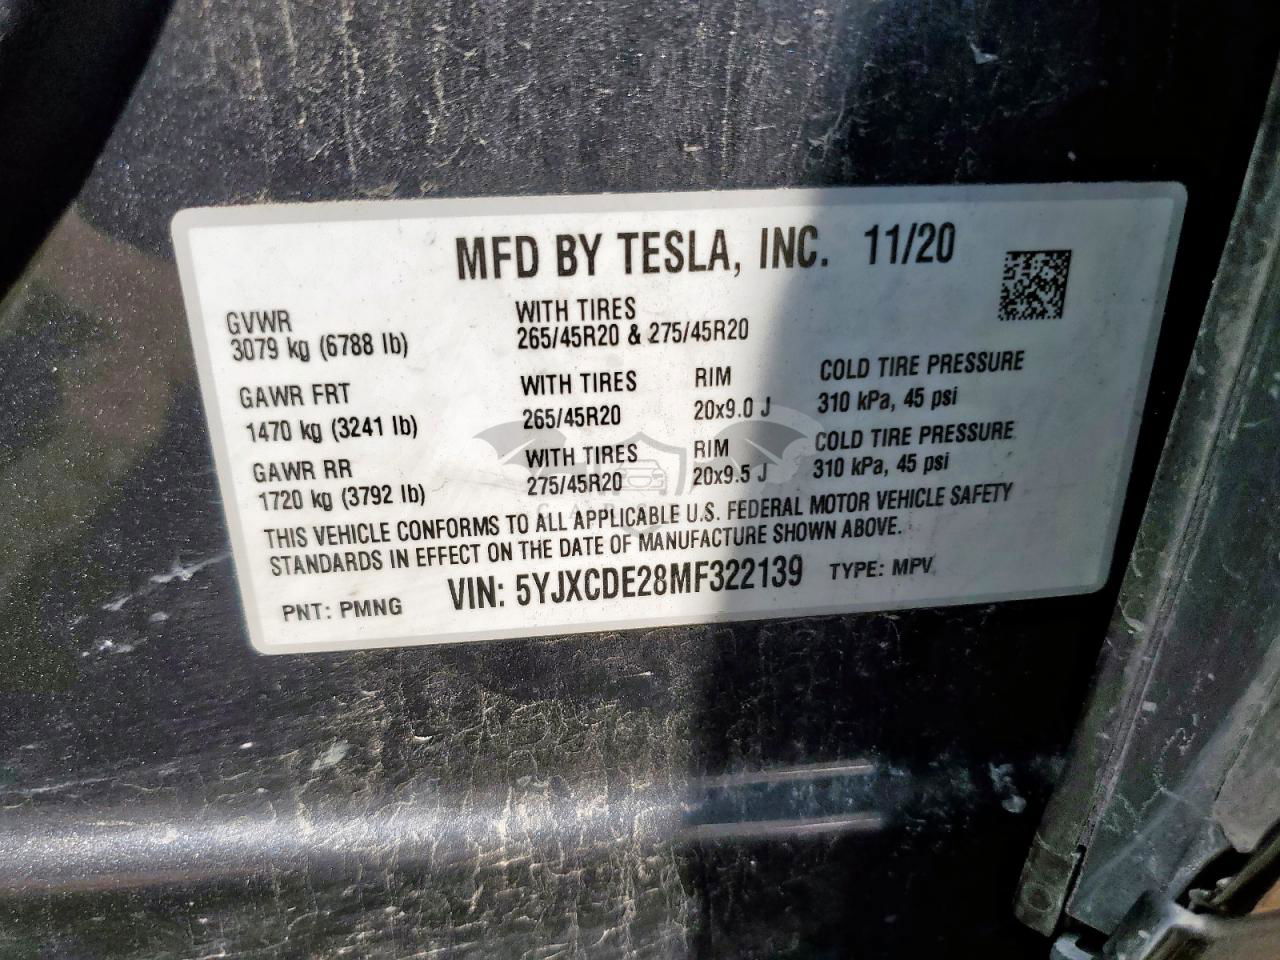 MFD BY TESLA, INC. 11/20
GVWR WITH TIRES
3079 kg (6788 lb) 265/45R20 & 275/45R20
GAWR FRT WITH TIRES RIM COLD TIRE PRESSURE
1470 kg (3241 lb) 265/45R20 20x9.0 J 310 kPa, 45 psi
GAWR RR WITH TIRES RIM COLD TIRE PRESSURE
1720 kg (3792 lb) 275/45R20 20x9.5 J 310 kPa, 45 psi
THIS VEHICLE CONFORMS TO ALL APPLICABLE U.S. FEDERAL MOTOR VEHICLE SAFETY
STANDARDS IN EFFECT ON THE DATE OF MANUFACTURE SHOWN ABOVE.
PNT: PMNG VIN: 5YJXCDE28MF322139 TYPE: MPV